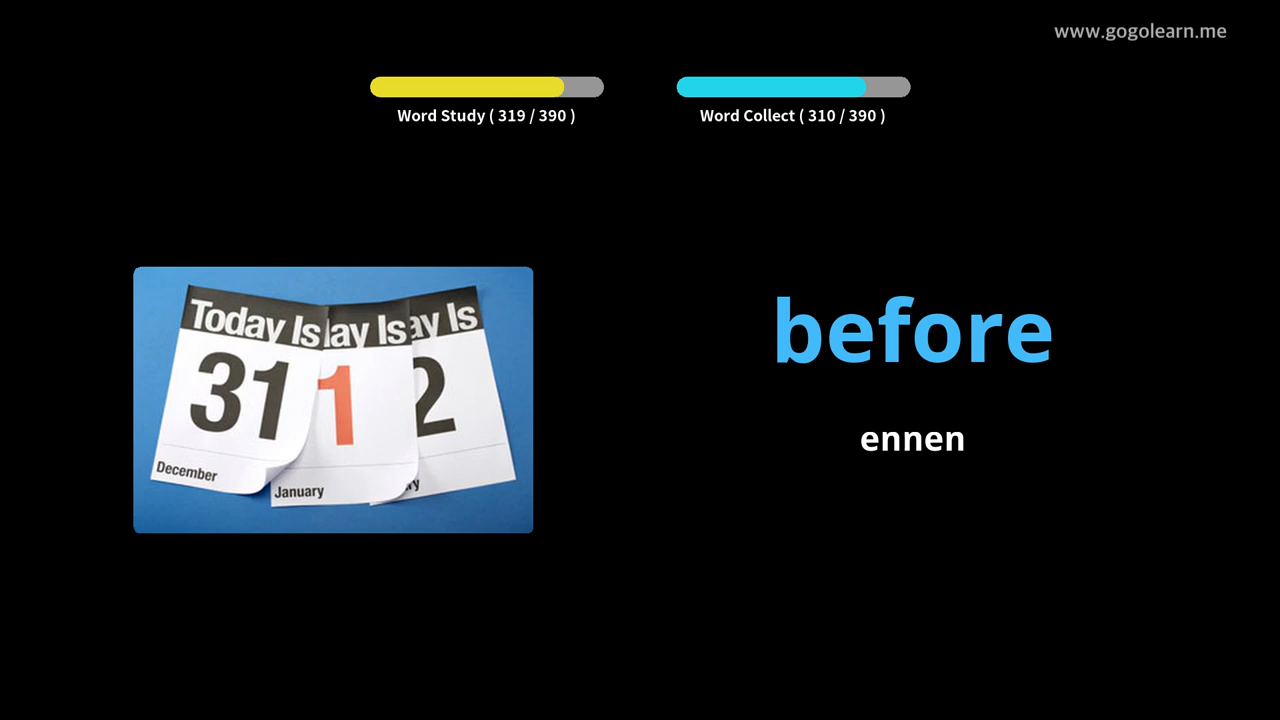 www.gogolearn.me
Word Study ( 319 / 390 )
Word Collect ( 310 / 390 )
Today Is
ay Is
ay Is
31
1
2
December
January
ry
before
ennen